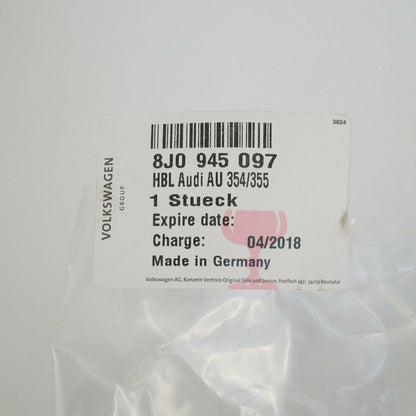 3824
VOLKSWAGEN
GROUP
8J0 945 097
HBL Audi AU 354/355
1 Stueck
Expire date:
Charge: 04/2018
Made in Germany
Volkswagen AG, Konzern Vertrieb Original Teile und Service, Postfach 1931, 34219 Baunatal